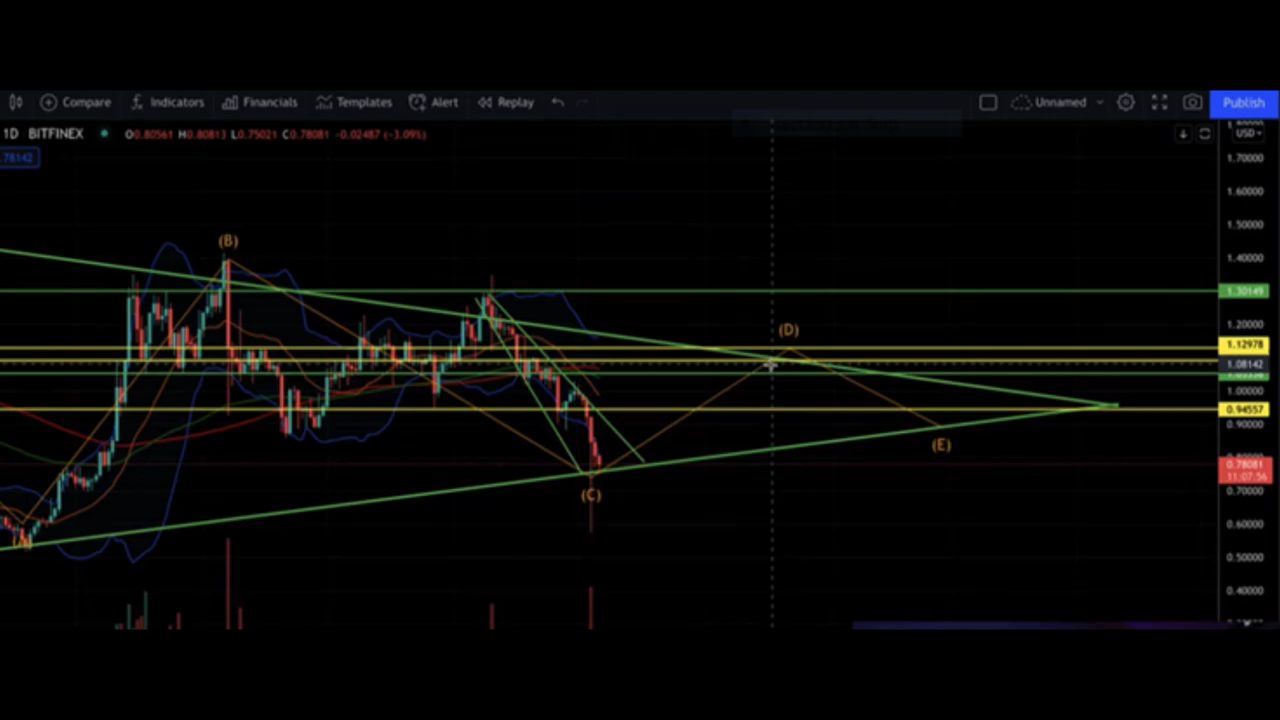 Compare Indicators Financials Templates Alert Replay Unnamed Publish
1D BITFINEX O0.80561 H0.80813 L0.75021 C0.78081 -0.02487 (-3.09%)
USD
.78142
1.70000
1.60000
1.50000
1.40000
1.30149
1.20000
1.12978
1.08142
1.00000
0.94557
0.90000
0.78081
11:07:56
0.70000
0.60000
0.50000
0.40000
(B)
(D)
(E)
(C)